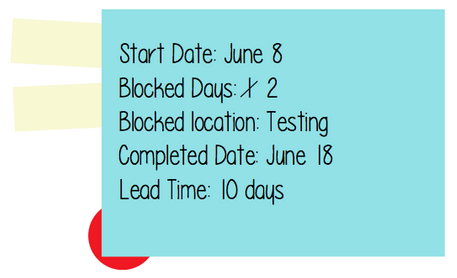 Start Date: June 8
Blocked Days: 2
Blocked location: Testing
Completed Date: June 18
Lead Time: 10 days